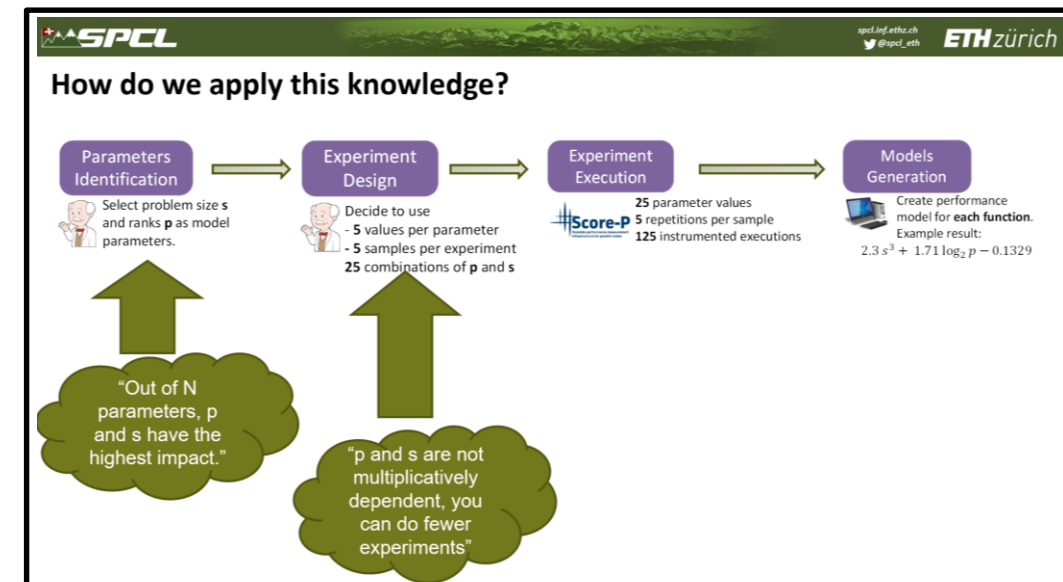 SPCL
spcl.inf.ethz.ch
@spcl_eth
ETH zürich
How do we apply this knowledge?
Parameters
Identification
Select problem size s
and ranks p as model
parameters.
Experiment
Design
Decide to use
- 5 values per parameter
- 5 samples per experiment
25 combinations of p and s
Experiment
Execution
Score-P
25 parameter values
5 repetitions per sample
125 instrumented executions
Models
Generation
Create performance
model for each function.
Example result:
2.3 s³ + 1.71 log₂ p − 0.1329
“Out of N
parameters, p
and s have the
highest impact.”
“p and s are not
multiplicatively
dependent, you
can do fewer
experiments”